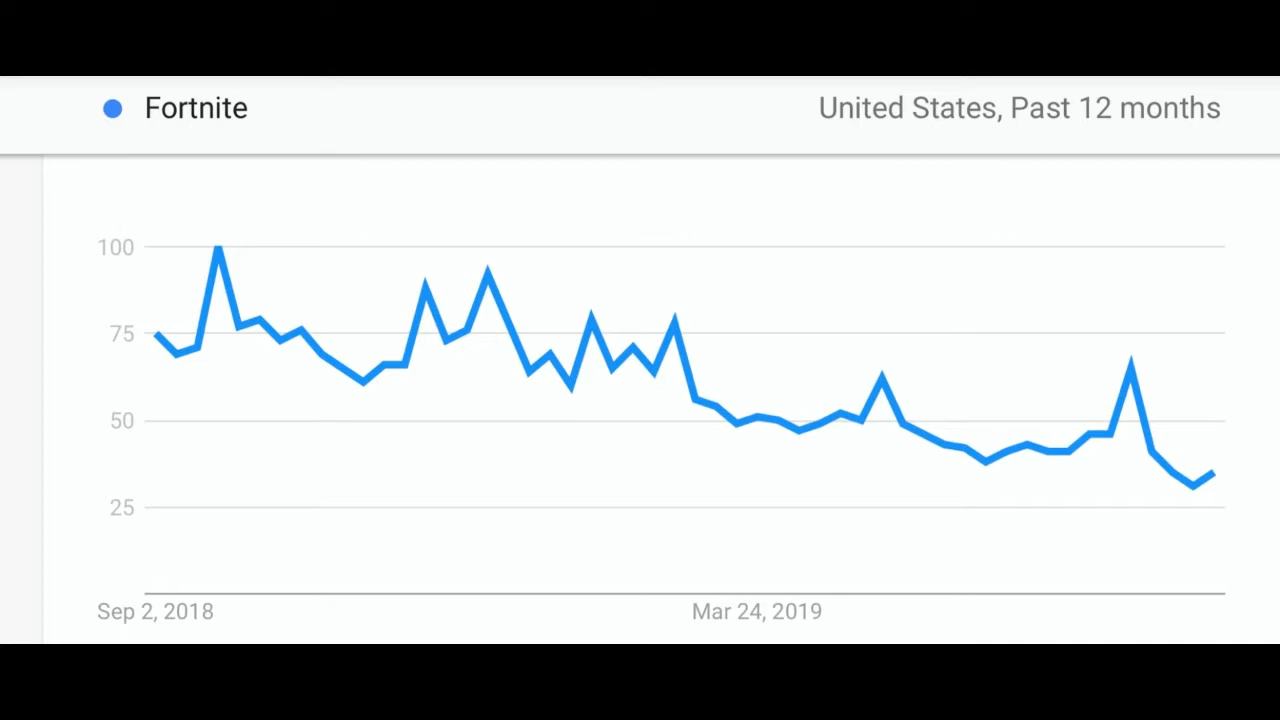 Fortnite
United States, Past 12 months
100
75
50
25
Sep 2, 2018
Mar 24, 2019